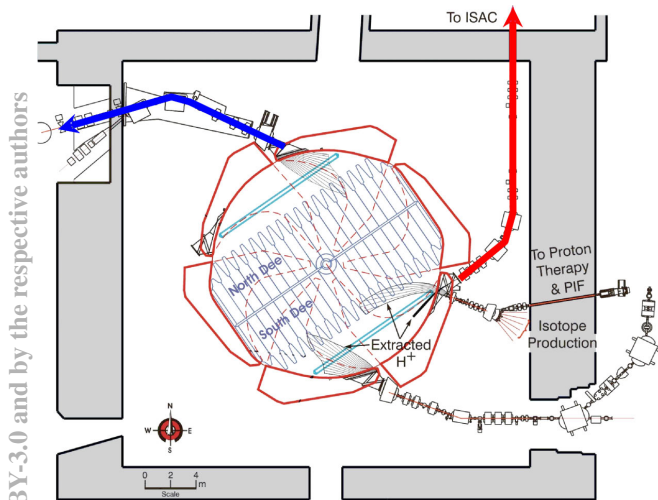 To ISAC
BY-3.0 and by the respective authors
North Dee
South Dee
To Proton
Therapy
& PIF
Isotope
Production
Extracted
H+
N
W E
S
0 2 4
m
Scale